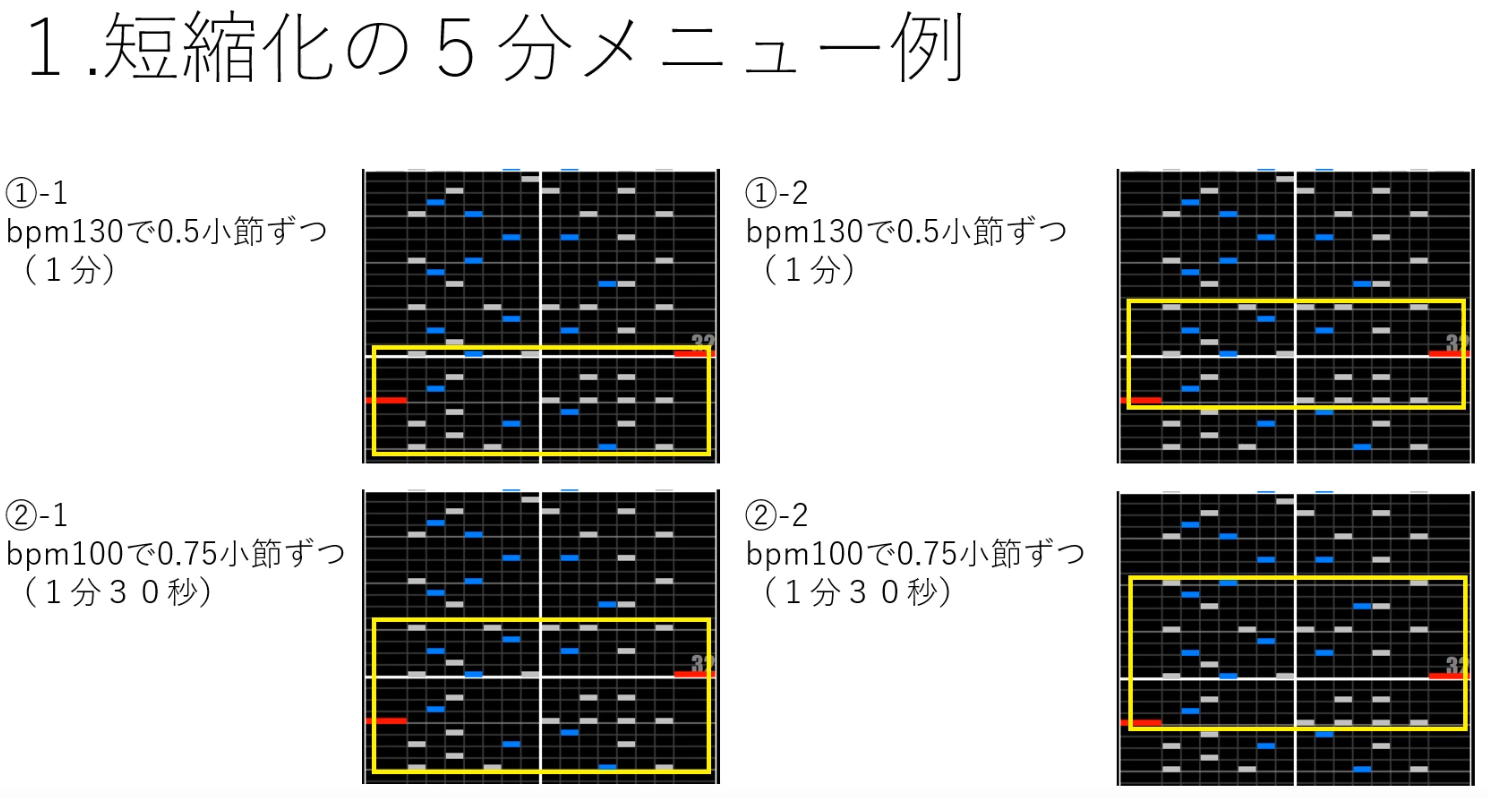 １.短縮化の５分メニュー例
①-1
bpm130で0.5小節ずつ
（１分）
①-2
bpm130で0.5小節ずつ
（１分）
32
32
②-1
bpm100で0.75小節ずつ
（１分３０秒）
②-2
bpm100で0.75小節ずつ
（１分３０秒）
32
32